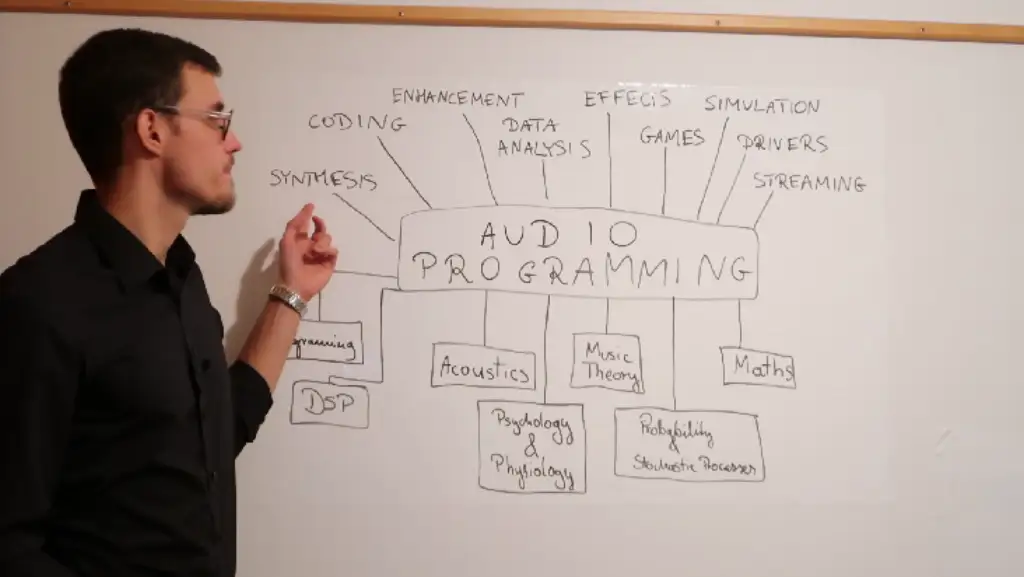 ENHANCEMENT
EFFECTS
SIMULATION
CODING
DATA
ANALYSIS
GAMES
DRIVERS
SYNTHESIS
STREAMING
AUDIO
PROGRAMMING
gramming
Acoustics
Music
Theory
Maths
DSP
Psychology
&
Physiology
Probability
&
Stochastic Processes